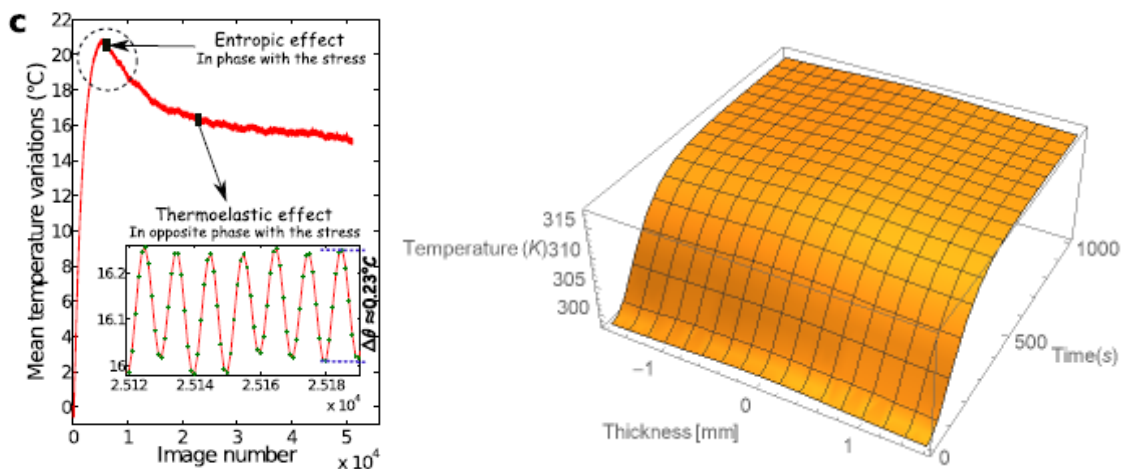 c
Mean temperature variations (°C)
22
20
18
16
14
12
10
8
6
4
2
0
Entropic effect
In phase with the stress
Thermoelastic effect
In opposite phase with the stress
16.2
16.1
16
2.512
2.514
2.516
2.518
x 10⁴
Δθ ≈0.23°C
0
1
2
3
4
5
Image number
x 10⁴
315
Temperature (K)310
305
300
-1
0
1
Thickness [mm]
0
500
1000
Time(s)